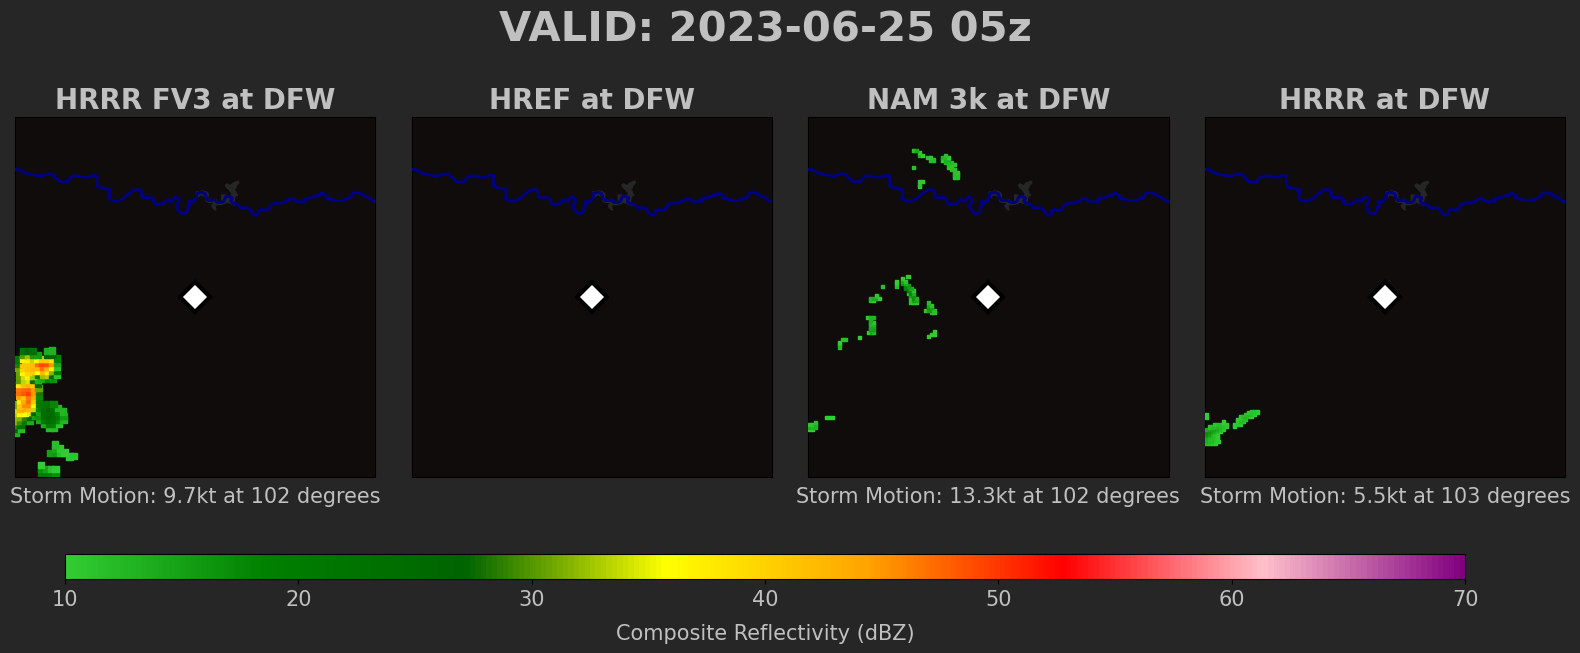 VALID: 2023-06-25 05z
HRRR FV3 at DFW
HREF at DFW
NAM 3k at DFW
HRRR at DFW
Storm Motion: 9.7kt at 102 degrees
Storm Motion: 13.3kt at 102 degrees
Storm Motion: 5.5kt at 103 degrees
10 20 30 40 50 60 70
Composite Reflectivity (dBZ)